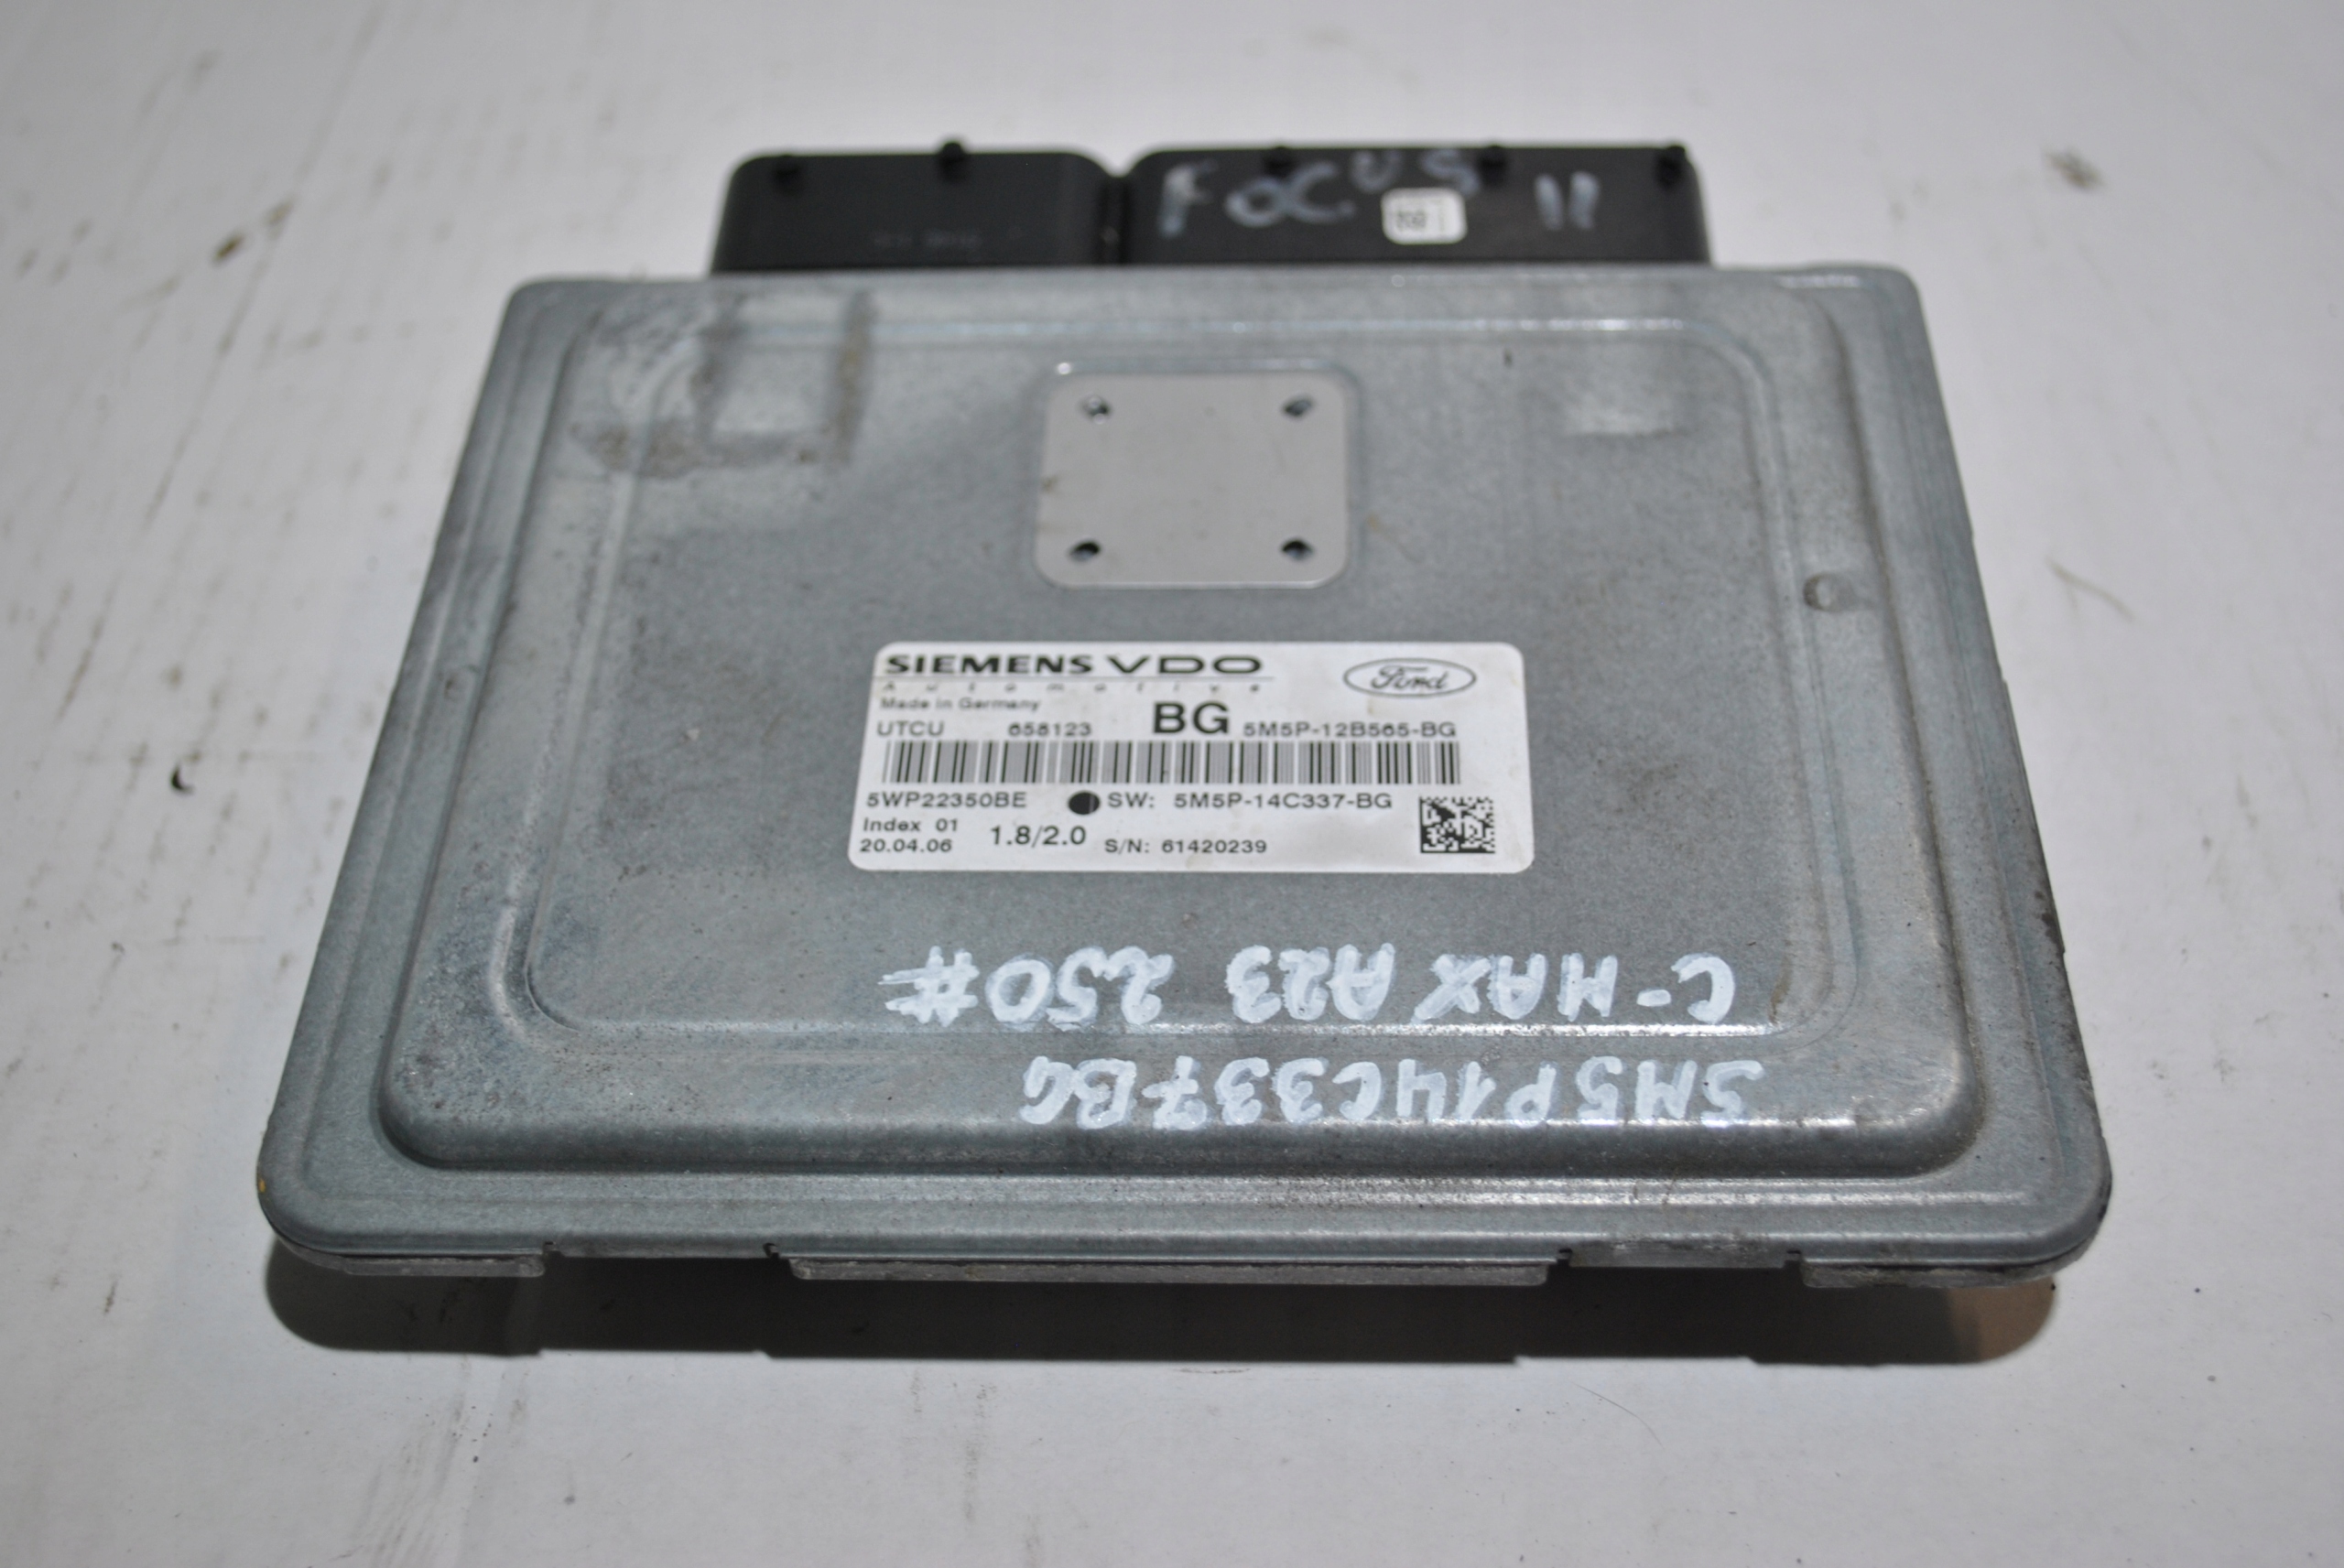 FOCUS II
SIEMENS VDO
Automotive
Ford
Made in Germany
UTCU 658123 BG 5M5P-12B565-BG
5WP22350BE SW: 5M5P-14C337-BG
Index 01
20.04.06 1.8/2.0 S/N: 61420239
5M5P14C337BG
C-MAX A23 250#